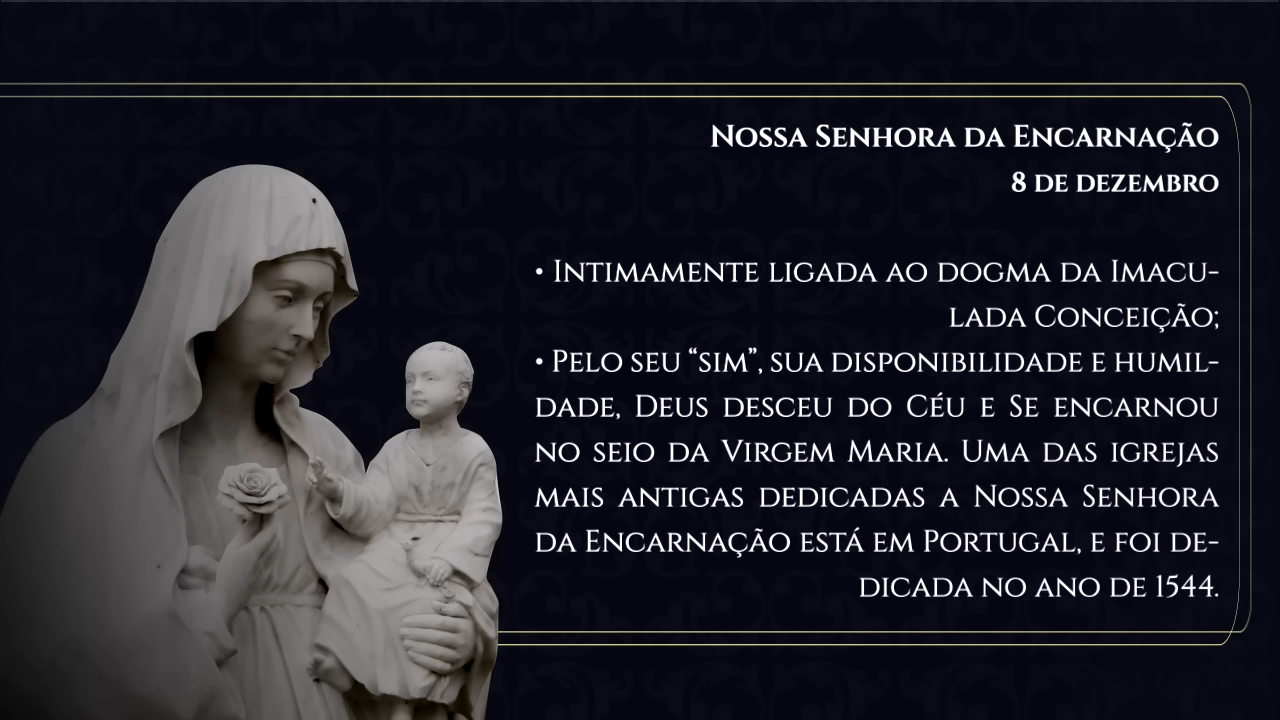 Nossa Senhora da Encarnação
8 de dezembro
• Intimamente ligada ao dogma da Imacu-
lada Conceição;
• Pelo seu “sim”, sua disponibilidade e humil-
dade, Deus desceu do Céu e Se encarnou
no seio da Virgem Maria. Uma das igrejas
mais antigas dedicadas a Nossa Senhora
da Encarnação está em Portugal, e foi de-
dicada no ano de 1544.